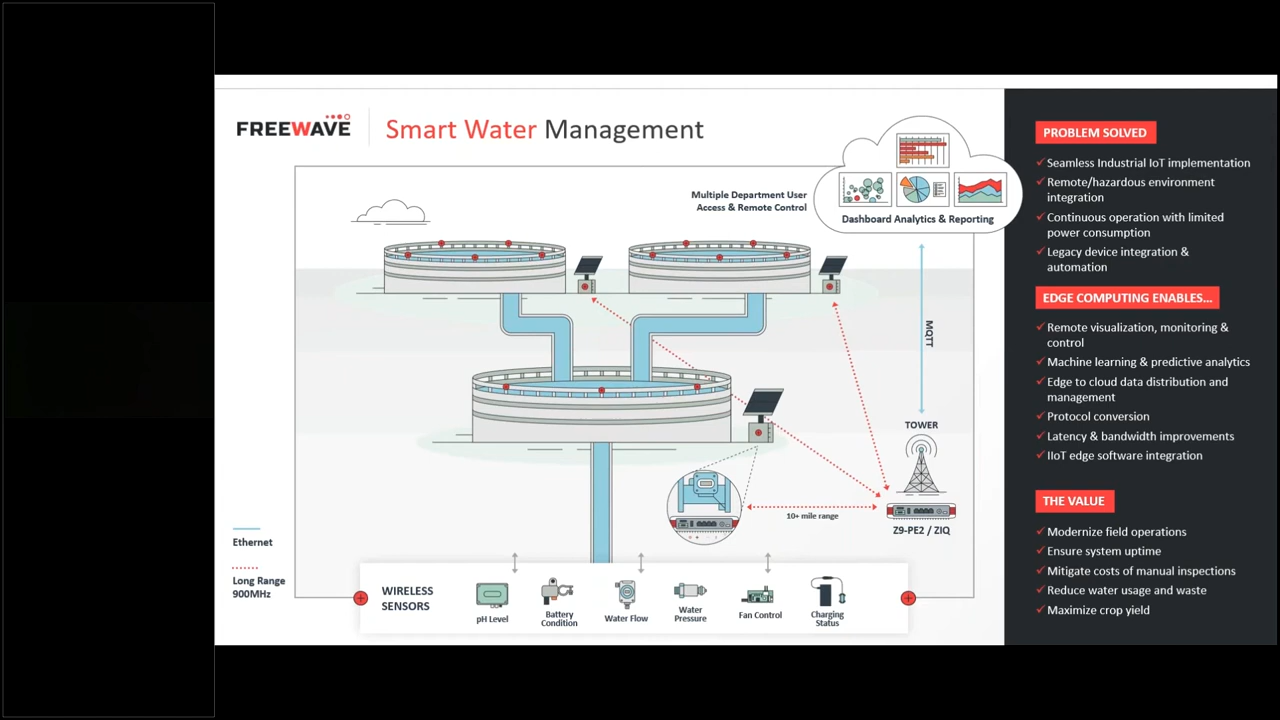 FREEWAVE
Smart Water Management
Multiple Department User
Access & Remote Control
Dashboard Analytics & Reporting
MQTT
TOWER
10+ mile range
Z9-PE2 / ZIQ
Ethernet
Long Range
900MHz
WIRELESS
SENSORS
pH Level
Battery
Condition
Water Flow
Water
Pressure
Fan Control
Charging
Status
PROBLEM SOLVED
Seamless Industrial IoT implementation
Remote/hazardous environment
integration
Continuous operation with limited
power consumption
Legacy device integration &
automation
EDGE COMPUTING ENABLES...
Remote visualization, monitoring &
control
Machine learning & predictive analytics
Edge to cloud data distribution and
management
Protocol conversion
Latency & bandwidth improvements
IIoT edge software integration
THE VALUE
Modernize field operations
Ensure system uptime
Mitigate costs of manual inspections
Reduce water usage and waste
Maximize crop yield